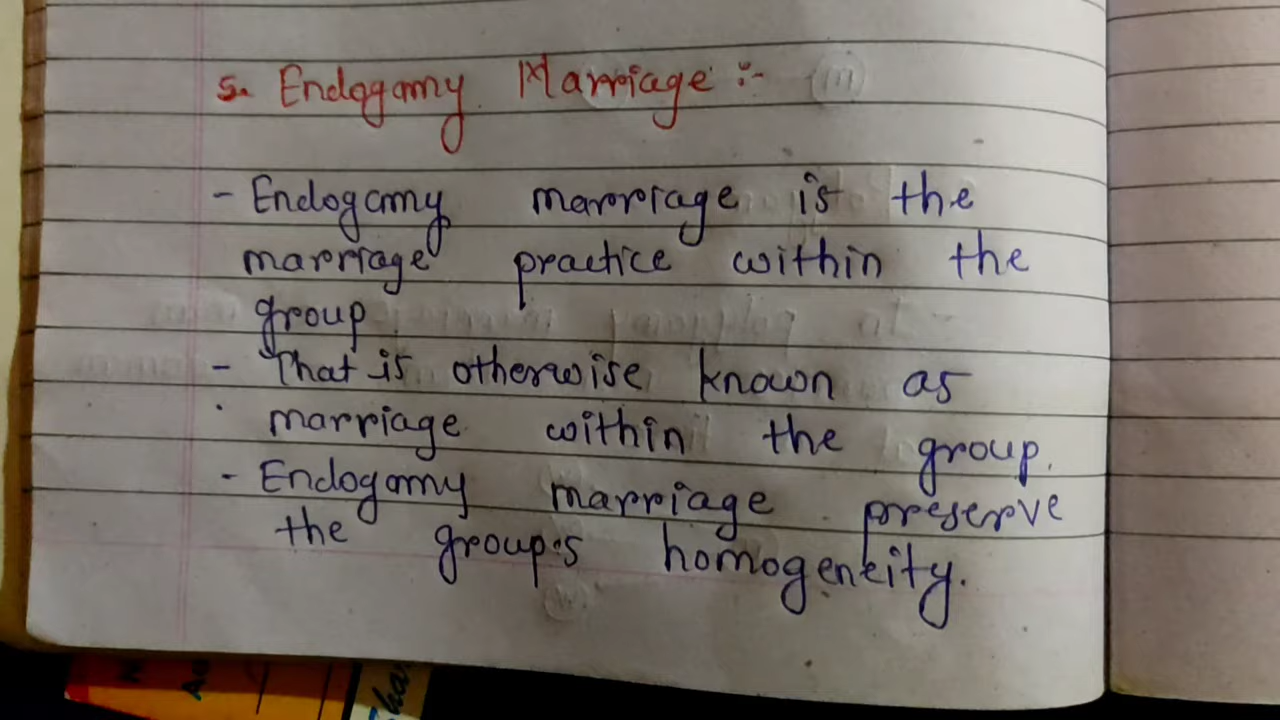 5. Endogamy Marriage :-
- Endogamy marriage is the
marriage practice within the
group.
- That is otherwise known as
marriage within the group.
- Endogamy marriage preserve
the group's homogeneity.